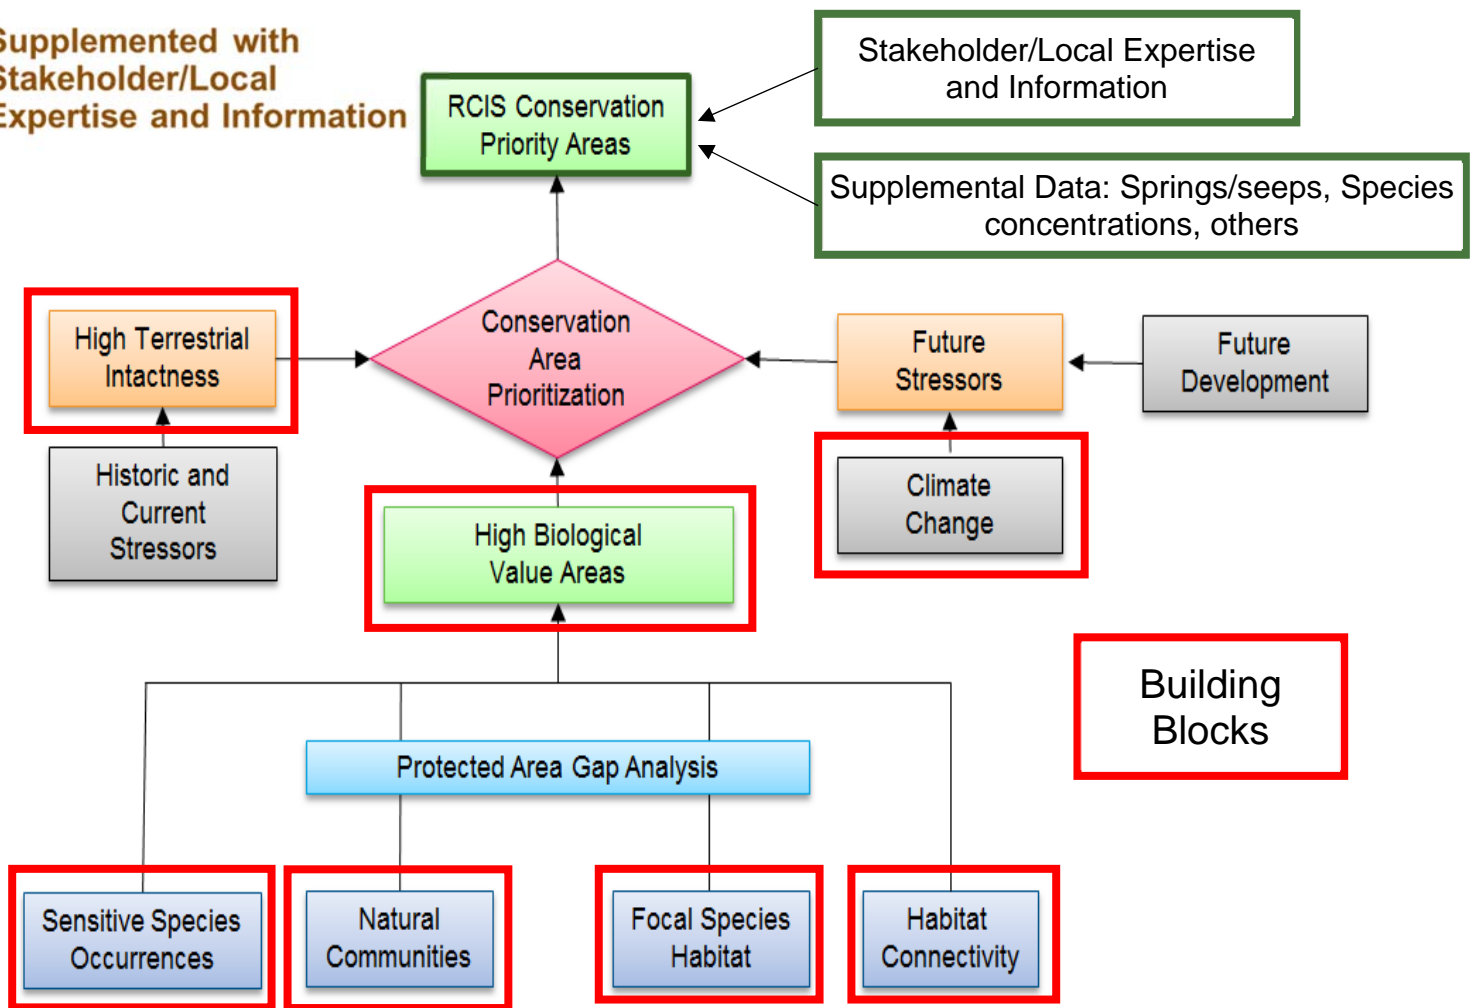 Supplemented with
Stakeholder/Local
Expertise and Information
RCIS Conservation
Priority Areas
Stakeholder/Local Expertise
and Information
Supplemental Data: Springs/seeps, Species
concentrations, others
High Terrestrial
Intactness
Conservation
Area
Prioritization
Future
Stressors
Future
Development
Historic and
Current
Stressors
High Biological
Value Areas
Climate
Change
Building
Blocks
Protected Area Gap Analysis
Sensitive Species
Occurrences
Natural
Communities
Focal Species
Habitat
Habitat
Connectivity